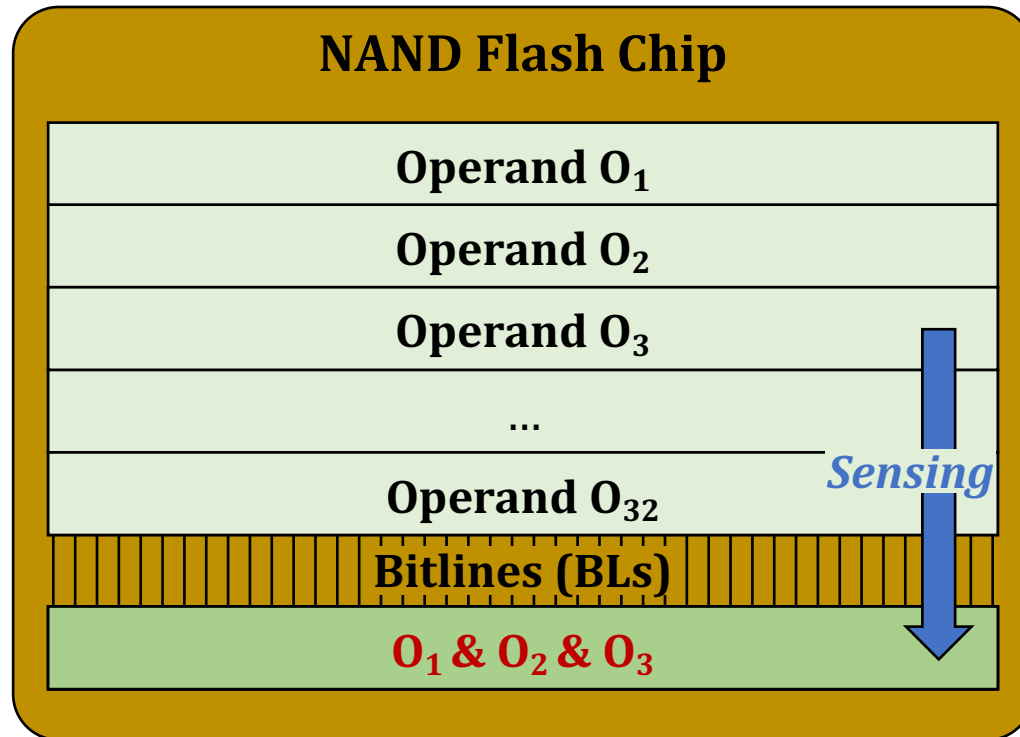 NAND Flash Chip
Operand O₁
Operand O₂
Operand O₃
...
Operand O₃₂
Sensing
Bitlines (BLs)
O₁ & O₂ & O₃